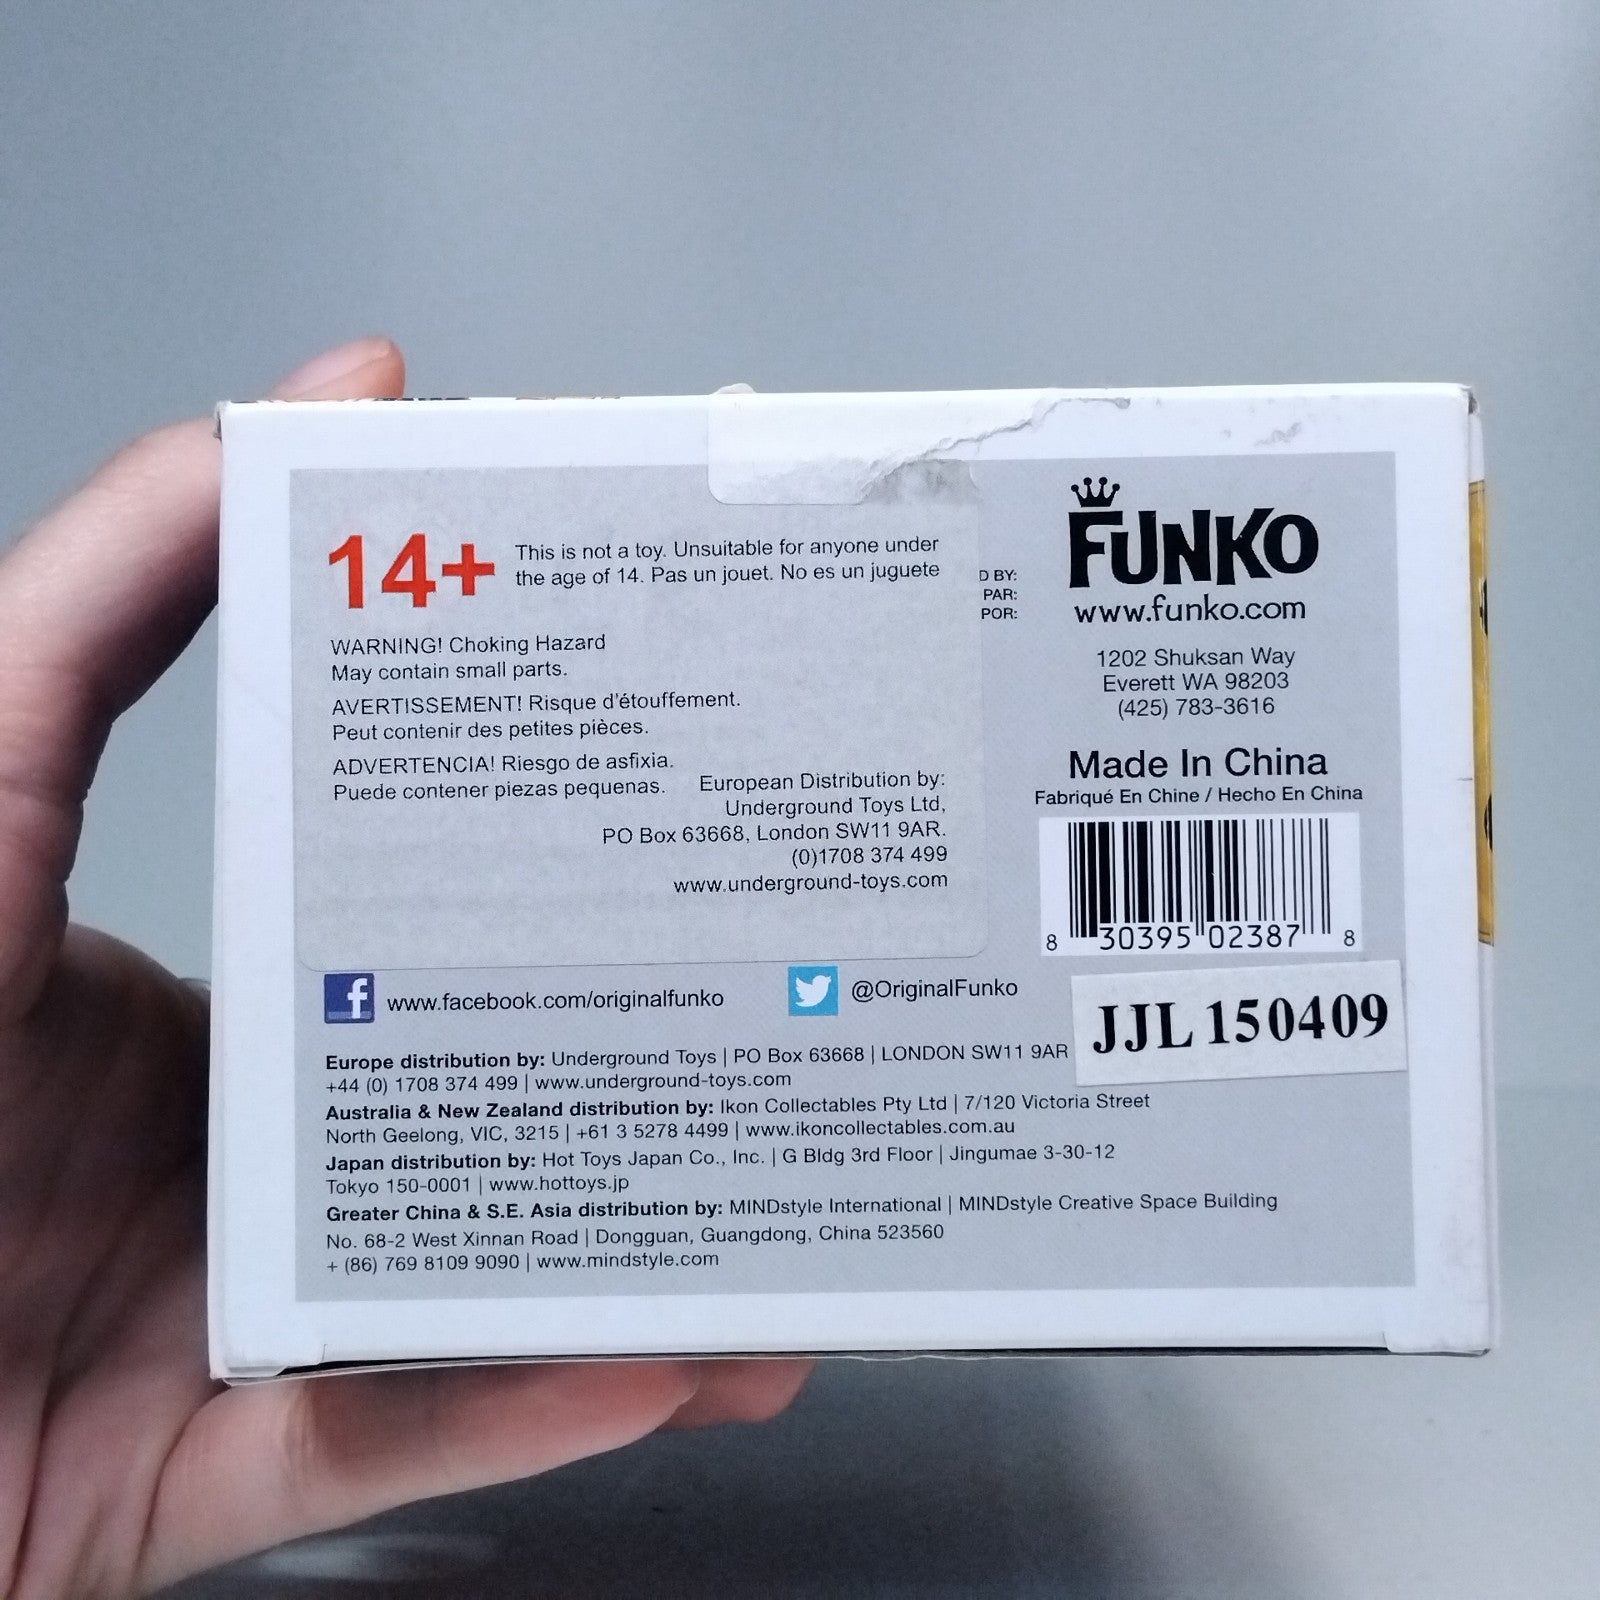 14+
This is not a toy. Unsuitable for anyone under
the age of 14. Pas un jouet. No es un juguete
WARNING! Choking Hazard
May contain small parts.
AVERTISSEMENT! Risque d'étouffement.
Peut contenir des petites pièces.
ADVERTENCIA! Riesgo de asfixia.
Puede contener piezas pequenas.
European Distribution by:
Underground Toys Ltd,
PO Box 63668, London SW11 9AR.
(0)1708 374 499
www.underground-toys.com
D BY:
PAR:
POR:
FUNKO
www.funko.com
1202 Shuksan Way
Everett WA 98203
(425) 783-3616
Made In China
Fabriqué En Chine / Hecho En China
8 30395 02387 8
www.facebook.com/originalfunko
@OriginalFunko
JJL 150409
Europe distribution by: Underground Toys | PO Box 63668 | LONDON SW11 9AR
+44 (0) 1708 374 499 | www.underground-toys.com
Australia & New Zealand distribution by: Ikon Collectables Pty Ltd | 7/120 Victoria Street
North Geelong, VIC, 3215 | +61 3 5278 4499 | www.ikoncollectables.com.au
Japan distribution by: Hot Toys Japan Co., Inc. | G Bldg 3rd Floor | Jingumae 3-30-12
Tokyo 150-0001 | www.hottoys.jp
Greater China & S.E. Asia distribution by: MINDstyle International | MINDstyle Creative Space Building
No. 68-2 West Xinnan Road | Dongguan, Guangdong, China 523560
+ (86) 769 8109 9090 | www.mindstyle.com